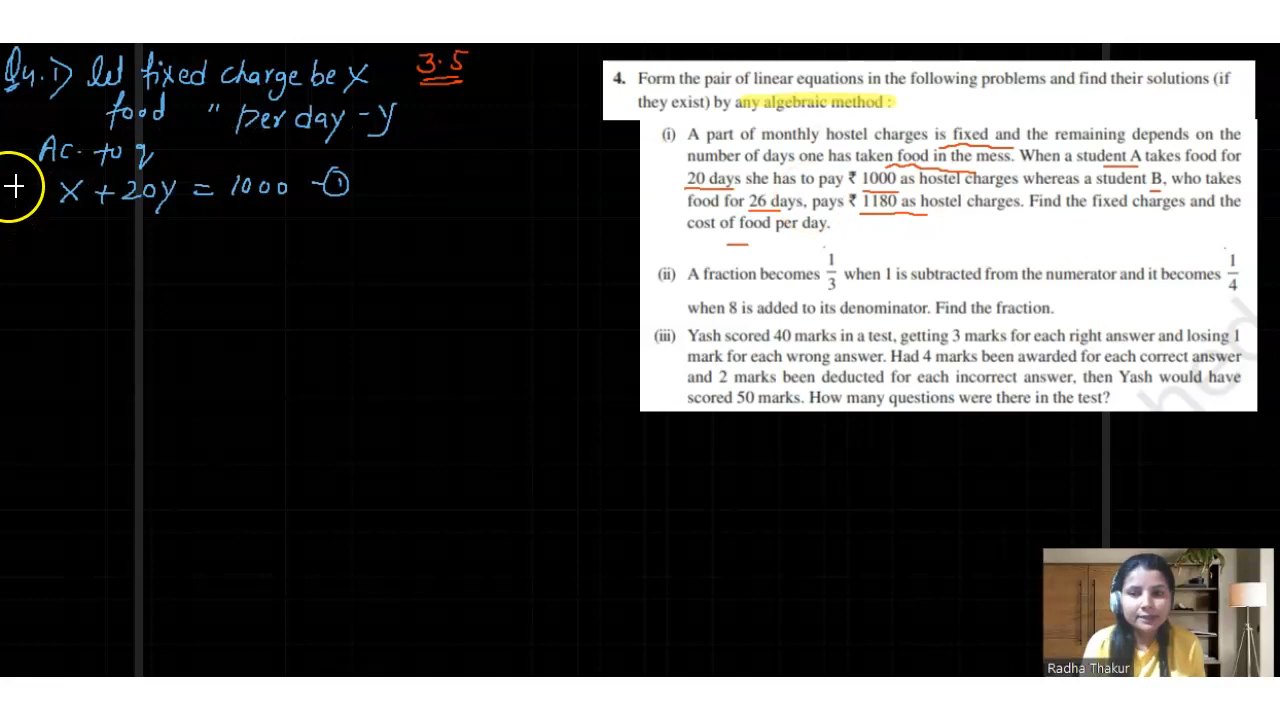 Q4.1) let fixed charge be x
3.5
food " per day - y
Ac. to q
x + 20y = 1000 -①
4. Form the pair of linear equations in the following problems and find their solutions (if
they exist) by any algebraic method :
(i) A part of monthly hostel charges is fixed and the remaining depends on the
number of days one has taken food in the mess. When a student A takes food for
20 days she has to pay ₹ 1000 as hostel charges whereas a student B, who takes
food for 26 days, pays ₹ 1180 as hostel charges. Find the fixed charges and the
cost of food per day.
(ii) A fraction becomes 1/3 when 1 is subtracted from the numerator and it becomes 1/4
when 8 is added to its denominator. Find the fraction.
(iii) Yash scored 40 marks in a test, getting 3 marks for each right answer and losing 1
mark for each wrong answer. Had 4 marks been awarded for each correct answer
and 2 marks been deducted for each incorrect answer, then Yash would have
scored 50 marks. How many questions were there in the test?
hed
Radha Thakur